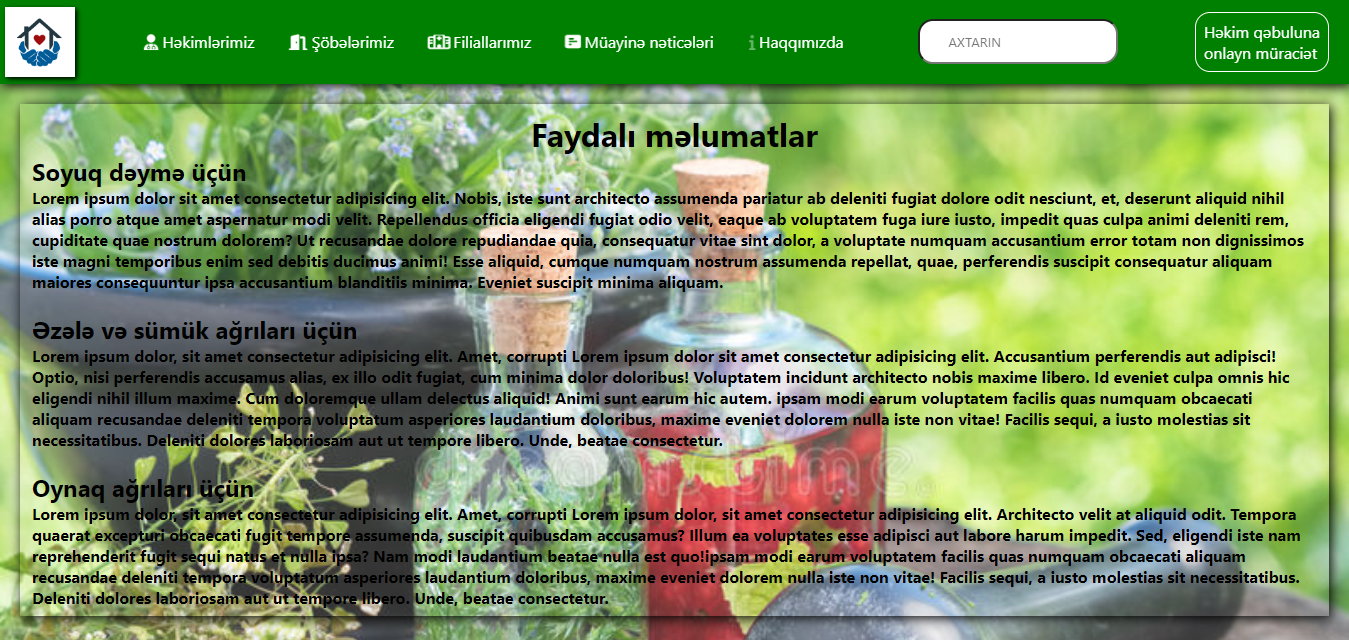 Həkimlərimiz
Şöbələrimiz
Filiallarımız
Müayinə nəticələri
Haqqımızda
AXTARIN
Həkim qəbuluna
onlayn müraciət
Faydalı məlumatlar
Soyuq dəymə üçün
Lorem ipsum dolor sit amet consectetur adipisicing elit. Nobis, iste sunt architecto assumenda pariatur ab deleniti fugiat dolore odit nesciunt, et, deserunt aliquid nihil
alias porro atque amet aspernatur modi velit. Repellendus officia eligendi fugiat odio velit, eaque ab voluptatem fuga iure iusto, impedit quas culpa animi deleniti rem,
cupiditate quae nostrum dolorem? Ut recusandae dolore repudiandae quia, consequatur vitae sint dolor, a voluptate numquam accusantium error totam non dignissimos
iste magni temporibus enim sed debitis ducimus animi! Esse aliquid, cumque numquam nostrum assumenda repellat, quae, perferendis suscipit consequatur aliquam
maiores consequuntur ipsa accusantium blanditiis minima. Eveniet suscipit minima aliquam.
Əzələ və sümük ağrıları üçün
Lorem ipsum dolor, sit amet consectetur adipisicing elit. Amet, corrupti Lorem ipsum dolor sit amet consectetur adipisicing elit. Accusantium perferendis aut adipisci!
Optio, nisi perferendis accusamus alias, ex illo odit fugiat, cum minima dolor doloribus! Voluptatem incidunt architecto nobis maxime libero. Id eveniet culpa omnis hic
eligendi nihil illum maxime. Cum doloremque ullam delectus aliquid! Animi sunt earum hic autem. ipsam modi earum voluptatem facilis quas numquam obcaecati
aliquam recusandae deleniti tempora voluptatum asperiores laudantium doloribus, maxime eveniet dolorem nulla iste non vitae! Facilis sequi, a iusto molestias sit
necessitatibus. Deleniti dolores laboriosam aut ut tempore libero. Unde, beatae consectetur.
dreamstime
Oynaq ağrıları üçün
Lorem ipsum dolor, sit amet consectetur adipisicing elit. Amet, corrupti Lorem ipsum dolor, sit amet consectetur adipisicing elit. Architecto velit at aliquid odit. Tempora
quaerat excepturi obcaecati fugit tempore assumenda, suscipit quibusdam accusamus? Illum ea voluptates esse adipisci aut labore harum impedit. Sed, eligendi iste nam
reprehenderit fugit sequi natus et nulla ipsa? Nam modi laudantium beatae nulla est quo!ipsam modi earum voluptatem facilis quas numquam obcaecati aliquam
recusandae deleniti tempora voluptatum asperiores laudantium doloribus, maxime eveniet dolorem nulla iste non vitae! Facilis sequi, a iusto molestias sit necessitatibus.
Deleniti dolores laboriosam aut ut tempore libero. Unde, beatae consectetur.